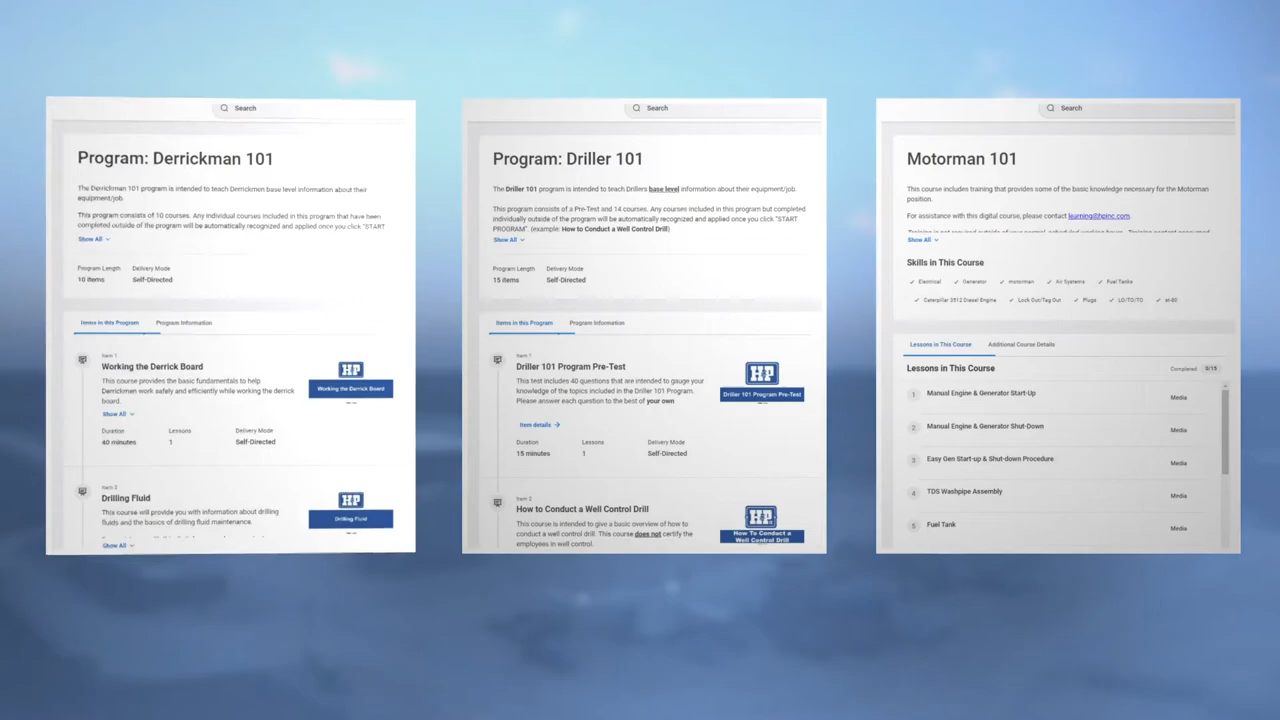 Search
Program: Derrickman 101
The Derrickman 101 program is intended to teach Derrickmen base level information about their
equipment/job.
This program consists of 10 courses. Any individual courses included in this program that have been
completed outside of the program will be automatically recognized and applied once you click "START
Show All
Program Length
Delivery Mode
10 items
Self-Directed
Items in this Program
Program Information
Item 1
Working the Derrick Board
This course provides the basic fundamentals to help
Derrickmen work safely and efficiently while working the derrick
board.
Show All
HP
Working the Derrick Board
Duration
Lessons
Delivery Mode
40 minutes
1
Self-Directed
Drilling Fluid
This course will provide you with information about drilling
fluids and the basics of drilling fluid maintenance.
Show All
HP
Drilling Fluid
Search
Program: Driller 101
The Driller 101 program is intended to teach Drillers base level information about their equipment/job.
This program consists of a Pre-Test and 14 courses. Any courses included in this program but completed
individually outside of the program will be automatically recognized and applied once you click "START
PROGRAM". (example: How to Conduct a Well Control Drill)
Show All
Program Length
Delivery Mode
15 items
Self-Directed
Items in this Program
Program Information
Item 1
Driller 101 Program Pre-Test
This test includes 40 questions that are intended to gauge your
knowledge of the topics included in the Driller 101 Program.
Please answer each question to the best of your own
Item details
HP
Driller 101 Program Pre-Test
Duration
Lessons
Delivery Mode
15 minutes
1
Self-Directed
Item 2
How to Conduct a Well Control Drill
This course is intended to give a basic overview of how to
conduct a well control drill. This course does not certify the
employees in well control.
HP
How To Conduct a
Well Control Drill
Search
Motorman 101
This course includes training that provides some of the basic knowledge necessary for the Motorman
position.
For assistance with this digital course, please contact learning@hpinc.com.
Show All
Skills in This Course
Electrical
Generator
motorman
Air Systems
Fuel Tanks
Caterpillar 3512 Diesel Engine
Lock Out/Tag Out
Plugs
LO/TO/TO
st-80
Lessons in This Course
Additional Course Details
Lessons in This Course
Completed 0/15
1 Manual Engine & Generator Start-Up Media
2 Manual Engine & Generator Shut-Down Media
3 Easy Gen Start-up & Shut-down Procedure Media
4 TDS Washpipe Assembly Media
5 Fuel Tank Media